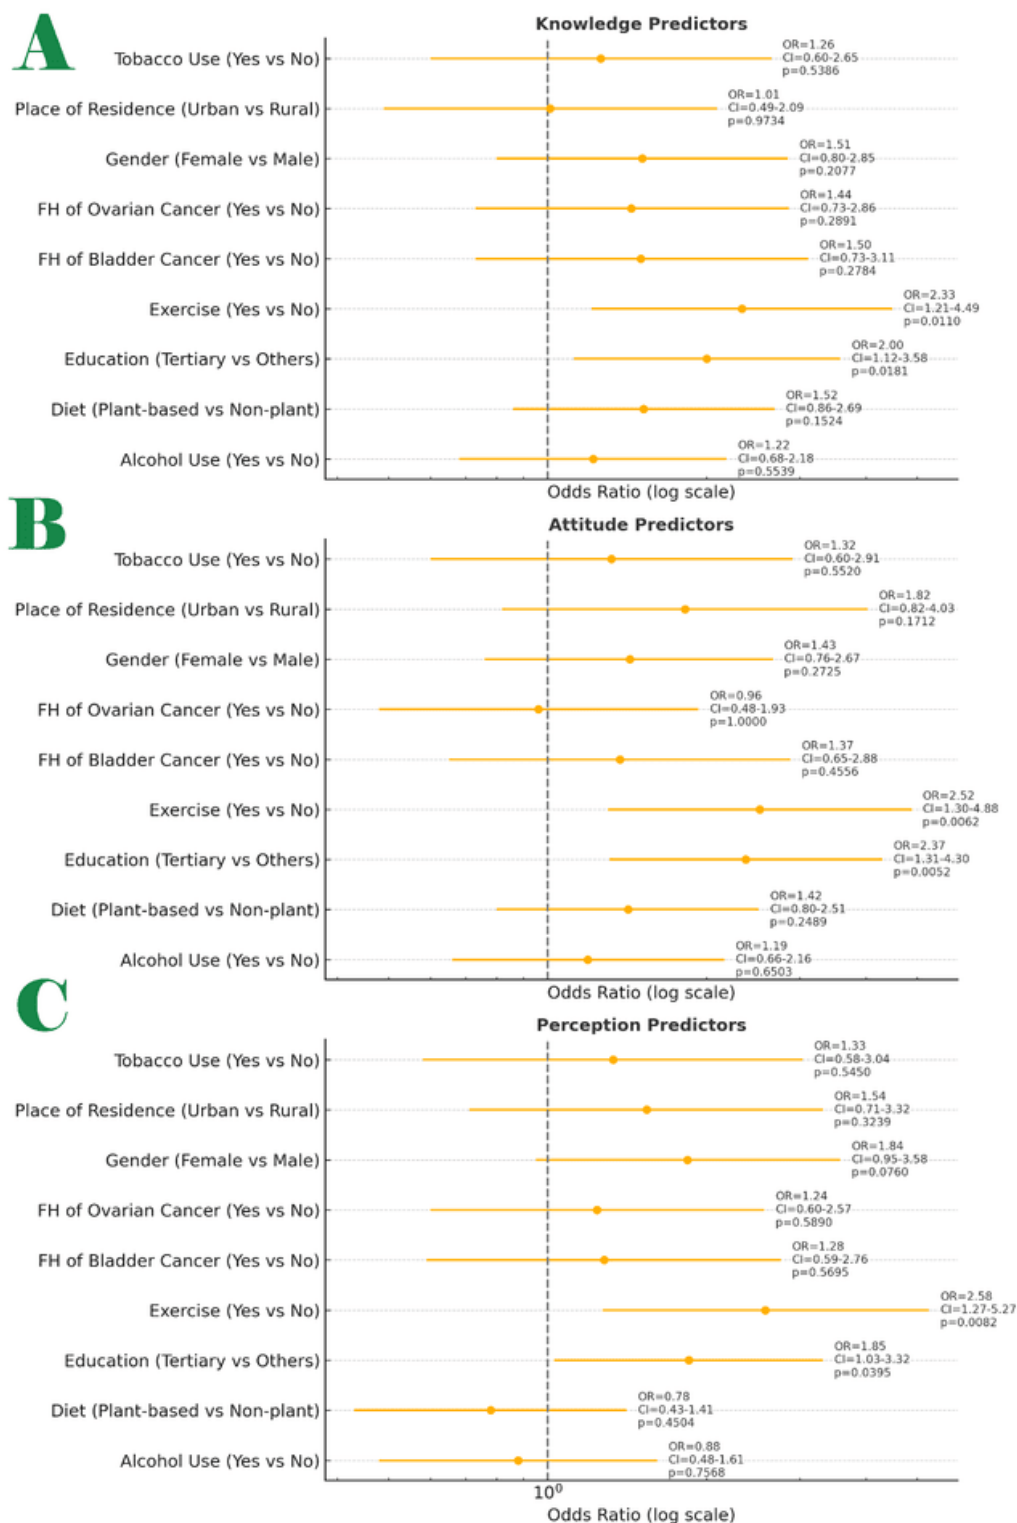 A
Knowledge Predictors
Tobacco Use (Yes vs No)
OR=1.26
CI=0.60-2.65
p=0.5386
Place of Residence (Urban vs Rural)
OR=1.01
CI=0.49-2.09
p=0.9734
Gender (Female vs Male)
OR=1.51
CI=0.80-2.85
p=0.2077
FH of Ovarian Cancer (Yes vs No)
OR=1.44
CI=0.73-2.86
p=0.2891
FH of Bladder Cancer (Yes vs No)
OR=1.50
CI=0.73-3.11
p=0.2784
Exercise (Yes vs No)
OR=2.33
CI=1.21-4.49
p=0.0110
Education (Tertiary vs Others)
OR=2.00
CI=1.12-3.58
p=0.0181
Diet (Plant-based vs Non-plant)
OR=1.52
CI=0.86-2.69
p=0.1524
Alcohol Use (Yes vs No)
OR=1.22
CI=0.68-2.18
p=0.5539
Odds Ratio (log scale)
B
Attitude Predictors
Tobacco Use (Yes vs No)
OR=1.32
CI=0.60-2.91
p=0.5520
Place of Residence (Urban vs Rural)
OR=1.82
CI=0.82-4.03
p=0.1712
Gender (Female vs Male)
OR=1.43
CI=0.76-2.67
p=0.2725
FH of Ovarian Cancer (Yes vs No)
OR=0.96
CI=0.48-1.93
p=1.0000
FH of Bladder Cancer (Yes vs No)
OR=1.37
CI=0.65-2.88
p=0.4556
Exercise (Yes vs No)
OR=2.52
CI=1.30-4.88
p=0.0062
Education (Tertiary vs Others)
OR=2.37
CI=1.31-4.30
p=0.0052
Diet (Plant-based vs Non-plant)
OR=1.42
CI=0.80-2.51
p=0.2489
Alcohol Use (Yes vs No)
OR=1.19
CI=0.66-2.16
p=0.6503
Odds Ratio (log scale)
C
Perception Predictors
Tobacco Use (Yes vs No)
OR=1.33
CI=0.58-3.04
p=0.5450
Place of Residence (Urban vs Rural)
OR=1.54
CI=0.71-3.32
p=0.3239
Gender (Female vs Male)
OR=1.84
CI=0.95-3.58
p=0.0760
FH of Ovarian Cancer (Yes vs No)
OR=1.24
CI=0.60-2.57
p=0.5890
FH of Bladder Cancer (Yes vs No)
OR=1.28
CI=0.59-2.76
p=0.5695
Exercise (Yes vs No)
OR=2.58
CI=1.27-5.27
p=0.0082
Education (Tertiary vs Others)
OR=1.85
CI=1.03-3.32
p=0.0395
Diet (Plant-based vs Non-plant)
OR=0.78
CI=0.43-1.41
p=0.4504
Alcohol Use (Yes vs No)
OR=0.88
CI=0.48-1.61
p=0.7568
10⁰
Odds Ratio (log scale)